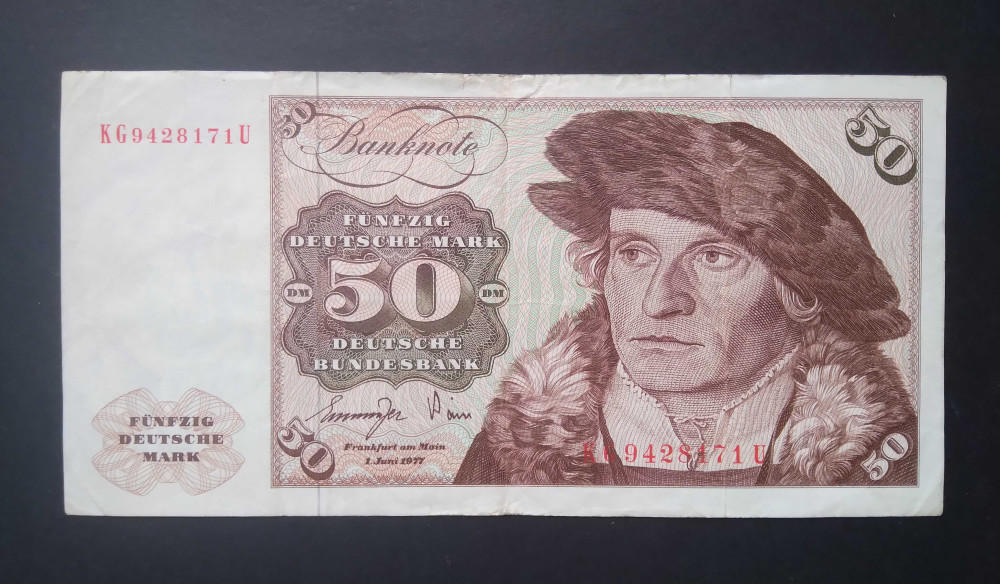 KG9428171U
50
Banknote
50
FÜNFZIG
DEUTSCHE MARK
DM 50 DM
DEUTSCHE
BUNDESBANK
Frankfurt am Main
1. Juni 1977
50
FÜNFZIG
DEUTSCHE
MARK
KG9428171U
50